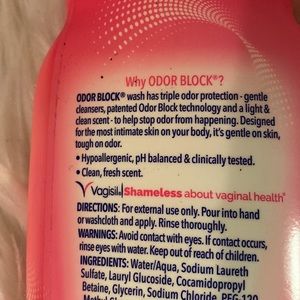 Why ODOR BLOCK®?
ODOR BLOCK® wash has triple odor protection - gentle
cleansers, patented Odor Block technology and a light &
clean scent - to help stop odor from happening. Designed
for the most intimate skin on your body, it's gentle on skin,
tough on odor.
• Hypoallergenic, pH balanced & clinically tested.
• Clean, fresh scent.
Vagisil Shameless about vaginal health®
DIRECTIONS: For external use only. Pour into hand
or washcloth and apply. Rinse thoroughly.
WARNINGS: Avoid contact with eyes. If contact occurs,
rinse eyes with water. Keep out of reach of children.
INGREDIENTS: Water/Aqua, Sodium Laureth
Sulfate, Lauryl Glucoside, Cocamidopropyl
Betaine, Glycerin, Sodium Chloride, PEG-120
Methyl